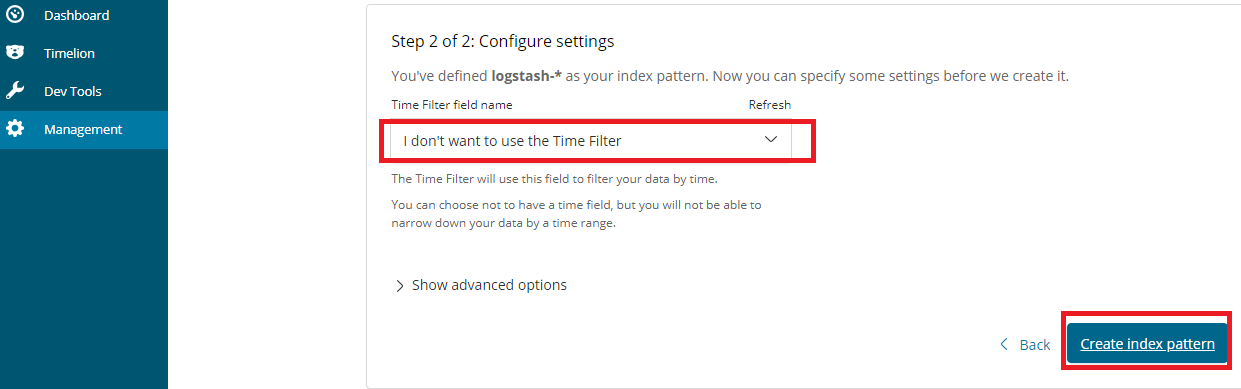 Dashboard
Timelion
Dev Tools
Management
Step 2 of 2: Configure settings
You've defined logstash-* as your index pattern. Now you can specify some settings before we create it.
Time Filter field name Refresh
I don't want to use the Time Filter
The Time Filter will use this field to filter your data by time.
You can choose not to have a time field, but you will not be able to
narrow down your data by a time range.
Show advanced options
Back Create index pattern